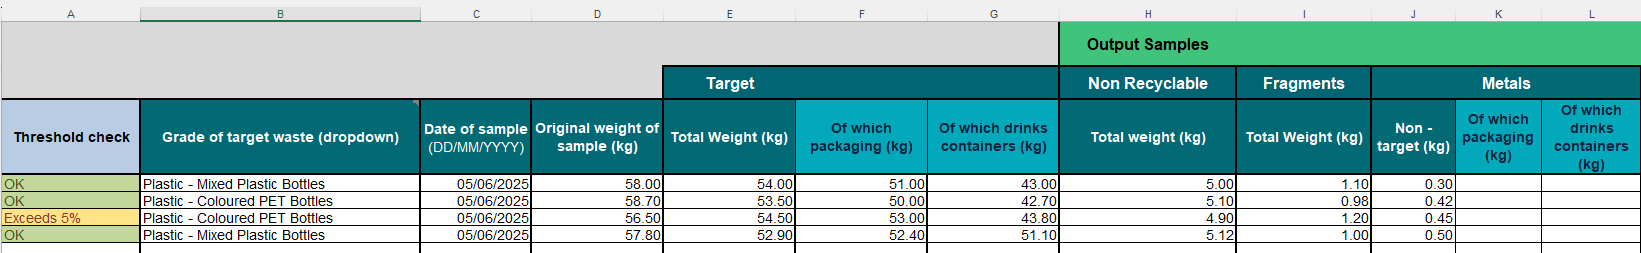 A B C D E F G H I J K L
Output Samples
Target Non Recyclable Fragments Metals
Threshold check
Grade of target waste (dropdown)
Date of sample
(DD/MM/YYYY)
Original weight of
sample (kg)
Total Weight (kg)
Of which
packaging (kg)
Of which drinks
containers (kg)
Total weight (kg)
Total Weight (kg)
Non -
target (kg)
Of which
packaging
(kg)
Of which
drinks
containers
(kg)
OK Plastic - Mixed Plastic Bottles 05/06/2025 58.00 54.00 51.00 43.00 5.00 1.10 0.30
OK Plastic - Coloured PET Bottles 05/06/2025 58.70 53.50 50.00 42.70 5.10 0.98 0.42
Exceeds 5% Plastic - Coloured PET Bottles 05/06/2025 56.50 54.50 53.00 43.80 4.90 1.20 0.45
OK Plastic - Mixed Plastic Bottles 05/06/2025 57.80 52.90 52.40 51.10 5.12 1.00 0.50